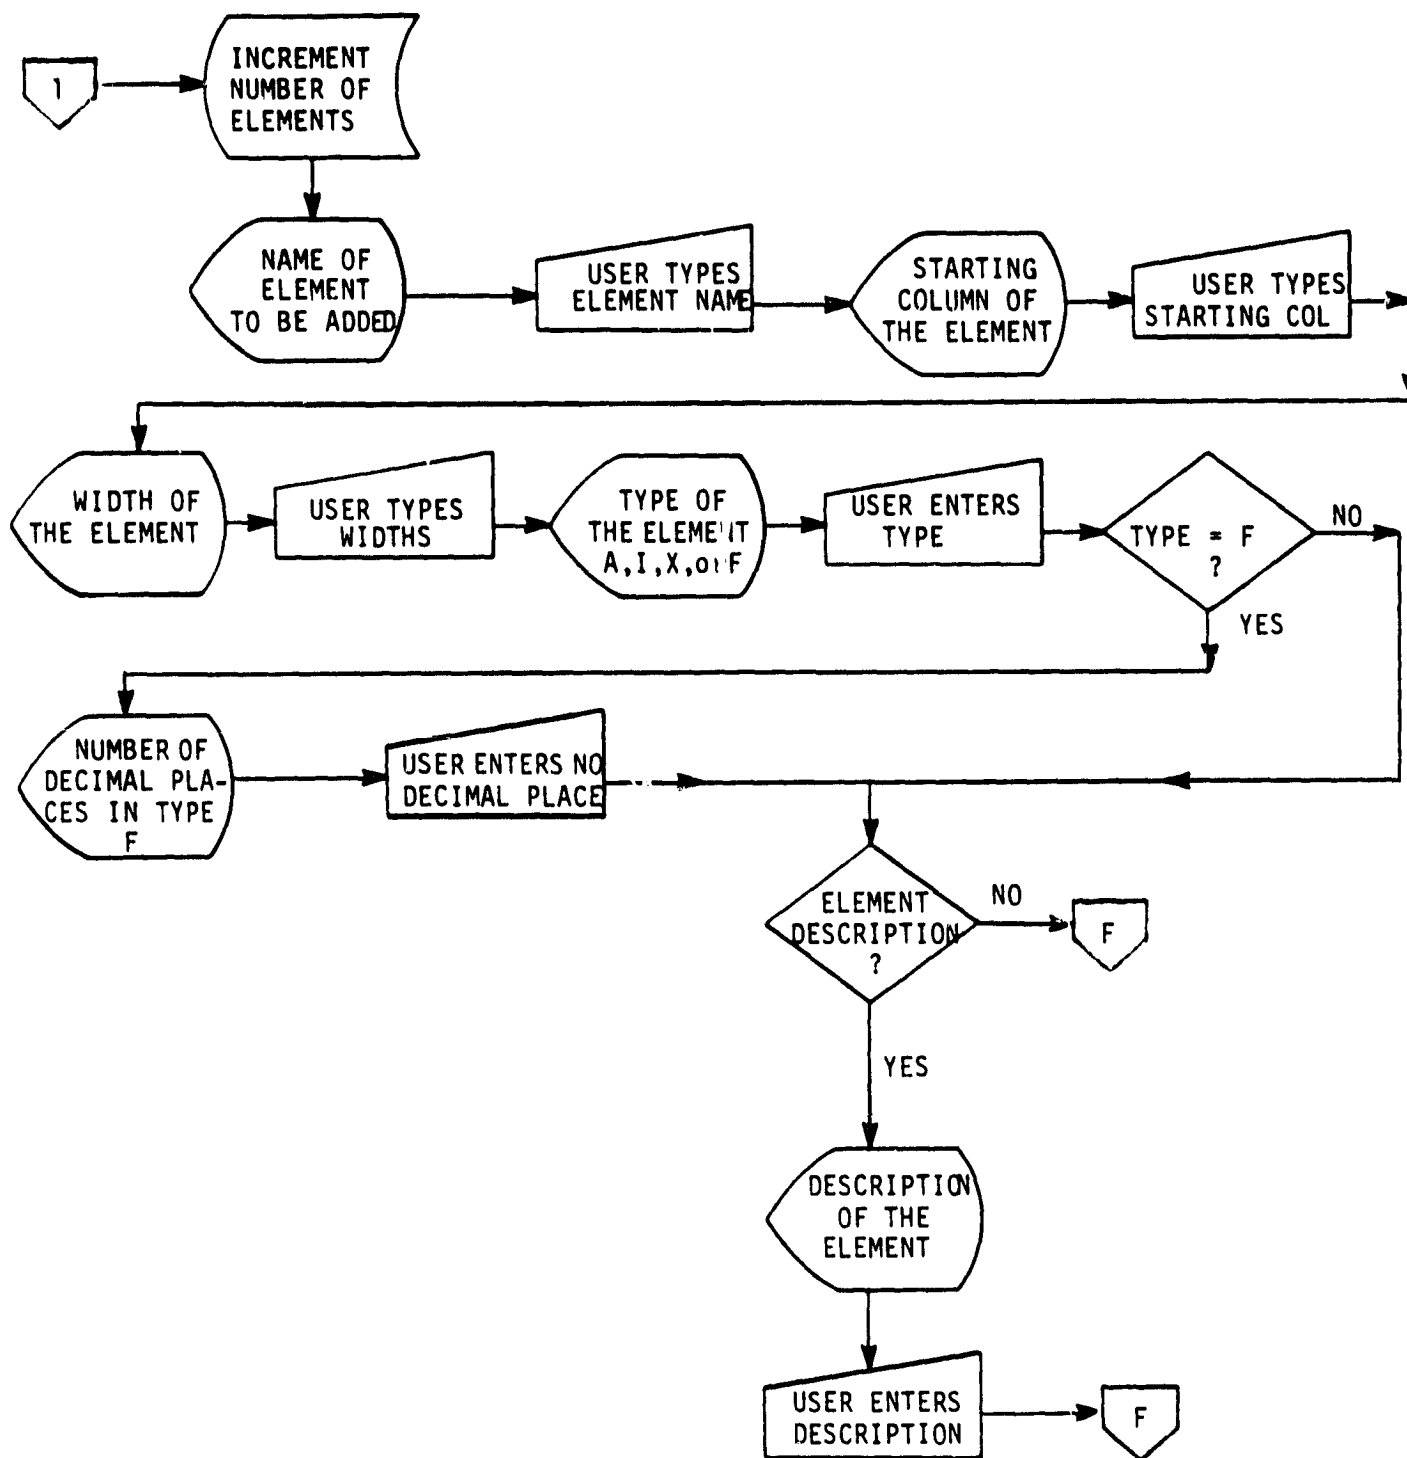 1
INCREMENT
NUMBER OF
ELEMENTS
NAME OF
ELEMENT
TO BE ADDED
USER TYPES
ELEMENT NAME
STARTING
COLUMN OF
THE ELEMENT
USER TYPES
STARTING COL
WIDTH OF
THE ELEMENT
USER TYPES
WIDTHS
TYPE OF
THE ELEMENT
A,I,X,or F
USER ENTERS
TYPE
TYPE = F
?
NO
YES
NUMBER OF
DECIMAL PLA-
CES IN TYPE
F
USER ENTERS NO
DECIMAL PLACE
ELEMENT
DESCRIPTION
?
NO
F
YES
DESCRIPTION
OF THE
ELEMENT
USER ENTERS
DESCRIPTION
F